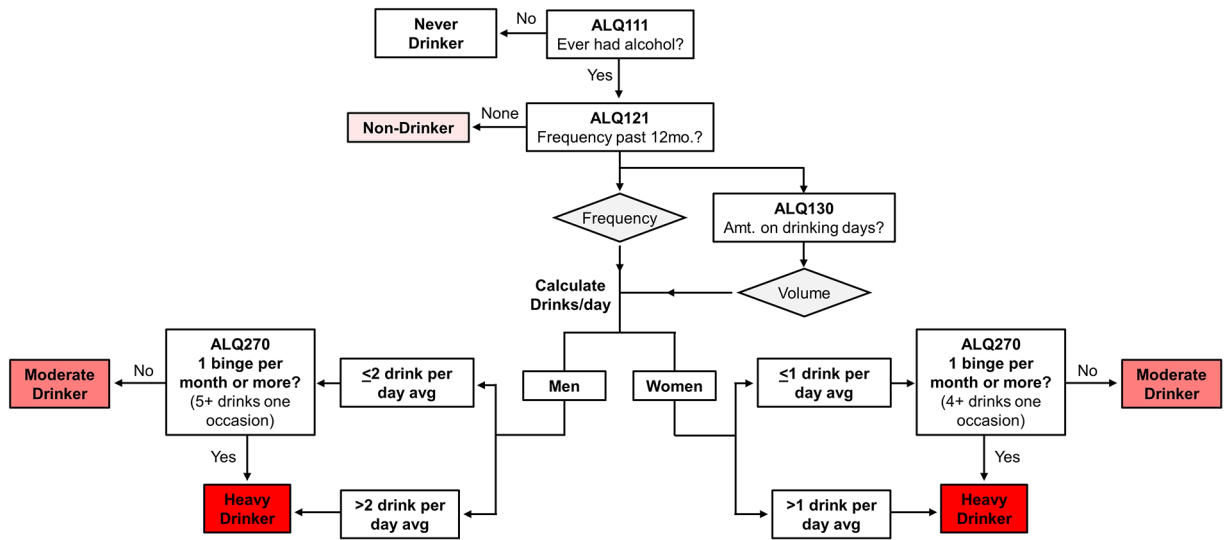 Never
Drinker
No
ALQ111
Ever had alcohol?
Yes
Non-Drinker
None
ALQ121
Frequency past 12mo.?
Frequency
ALQ130
Amt. on drinking days?
Calculate
Drinks/day
Volume
Moderate
Drinker
No
ALQ270
1 binge per
month or more?
(5+ drinks one
occasion)
≤2 drink per
day avg
Men
Women
≤1 drink per
day avg
ALQ270
1 binge per
month or more?
(4+ drinks one
occasion)
No
Moderate
Drinker
Yes
Yes
Heavy
Drinker
>2 drink per
day avg
>1 drink per
day avg
Heavy
Drinker